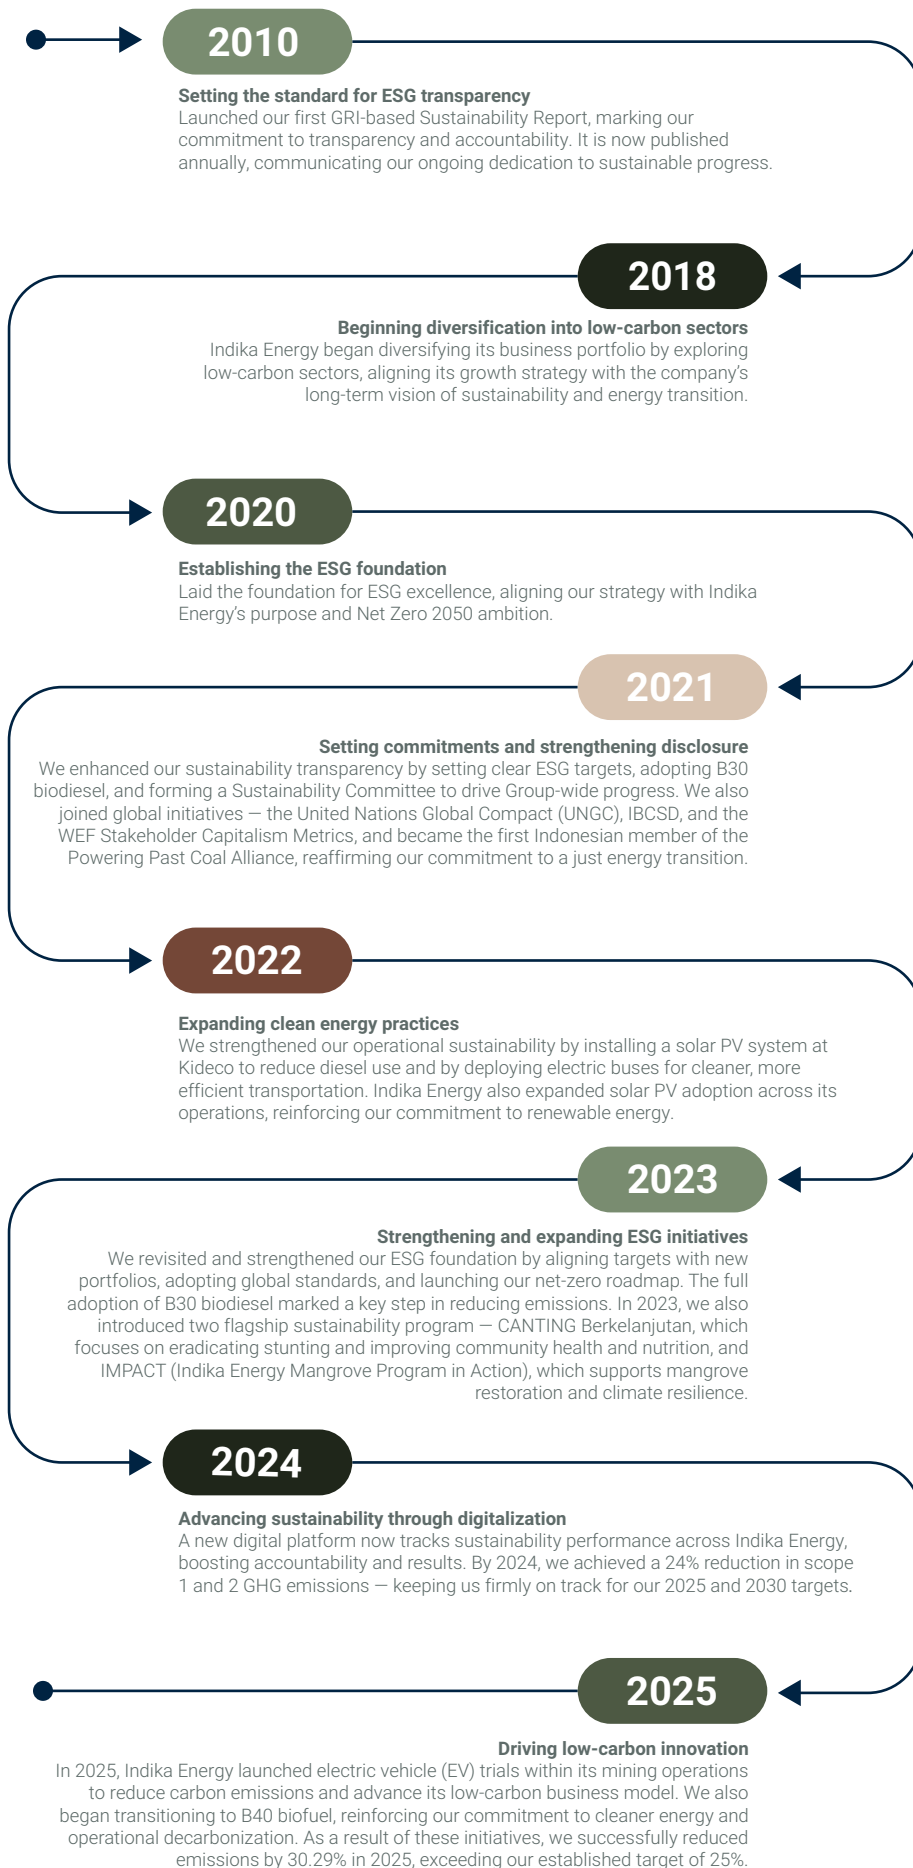 2010
Setting the standard for ESG transparency
Launched our first GRI-based Sustainability Report, marking our
commitment to transparency and accountability. It is now published
annually, communicating our ongoing dedication to sustainable progress.
2018
Beginning diversification into low-carbon sectors
Indika Energy began diversifying its business portfolio by exploring
low-carbon sectors, aligning its growth strategy with the company's
long-term vision of sustainability and energy transition.
2020
Establishing the ESG foundation
Laid the foundation for ESG excellence, aligning our strategy with Indika
Energy's purpose and Net Zero 2050 ambition.
2021
Setting commitments and strengthening disclosure
We enhanced our sustainability transparency by setting clear ESG targets, adopting B30
biodiesel, and forming a Sustainability Committee to drive Group-wide progress. We also
joined global initiatives — the United Nations Global Compact (UNGC), IBCSD, and the
WEF Stakeholder Capitalism Metrics, and became the first Indonesian member of the
Powering Past Coal Alliance, reaffirming our commitment to a just energy transition.
2022
Expanding clean energy practices
We strengthened our operational sustainability by installing a solar PV system at
Kideco to reduce diesel use and by deploying electric buses for cleaner, more
efficient transportation. Indika Energy also expanded solar PV adoption across its
operations, reinforcing our commitment to renewable energy.
2023
Strengthening and expanding ESG initiatives
We revisited and strengthened our ESG foundation by aligning targets with new
portfolios, adopting global standards, and launching our net-zero roadmap. The full
adoption of B30 biodiesel marked a key step in reducing emissions. In 2023, we also
introduced two flagship sustainability program — CANTING Berkelanjutan, which
focuses on eradicating stunting and improving community health and nutrition, and
IMPACT (Indika Energy Mangrove Program in Action), which supports mangrove
restoration and climate resilience.
2024
Advancing sustainability through digitalization
A new digital platform now tracks sustainability performance across Indika Energy,
boosting accountability and results. By 2024, we achieved a 24% reduction in scope
1 and 2 GHG emissions — keeping us firmly on track for our 2025 and 2030 targets.
2025
Driving low-carbon innovation
In 2025, Indika Energy launched electric vehicle (EV) trials within its mining operations
to reduce carbon emissions and advance its low-carbon business model. We also
began transitioning to B40 biofuel, reinforcing our commitment to cleaner energy and
operational decarbonization. As a result of these initiatives, we successfully reduced
emissions by 30.29% in 2025, exceeding our established target of 25%.